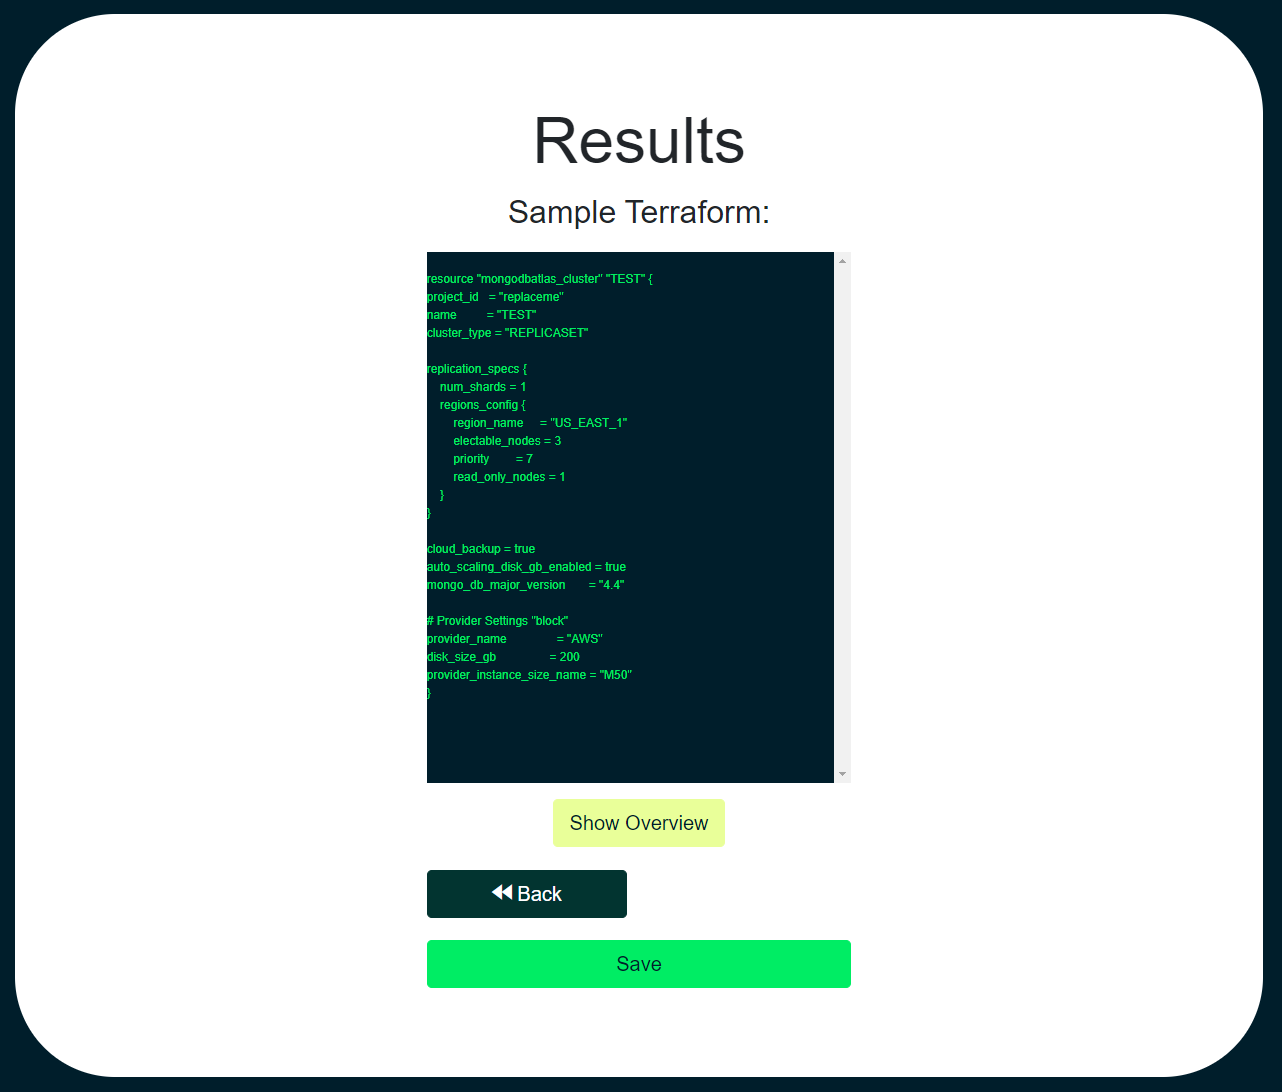 Results
Sample Terraform:
resource "mongodbatlas_cluster" "TEST" {
project_id   = "replaceme"
name         = "TEST"
cluster_type = "REPLICASET"
replication_specs {
    num_shards = 1
    regions_config {
        region_name     = "US_EAST_1"
        electable_nodes = 3
        priority        = 7
        read_only_nodes = 1
    }
}
cloud_backup = true
auto_scaling_disk_gb_enabled = true
mongo_db_major_version       = "4.4"
# Provider Settings "block"
provider_name               = "AWS"
disk_size_gb                = 200
provider_instance_size_name = "M50"
}
Show Overview
Back
Save